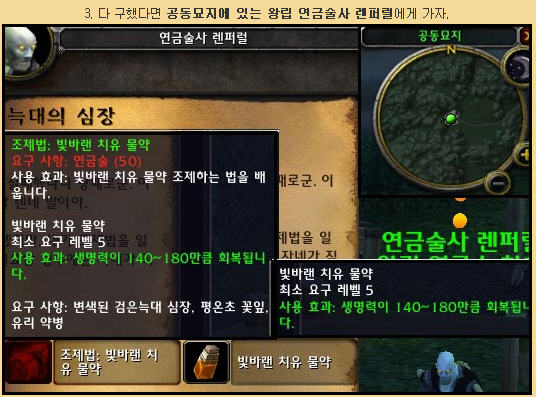 3. 다 구했다면 공동묘지에 있는 왕립 연금술사 렌퍼럴에게 가자.
연금술사 렌퍼럴
공동묘지
N
늑대의 심장
조제법: 빛바랜 치유 물약
요구 사항: 연금술 (50)
사용 효과: 빛바랜 치유 물약 조제하는 법을 배
웁니다.
빛바랜 치유 물약
최소 요구 레벨 5
사용 효과: 생명력이 140~180만큼 회복됩니
다.
요구 사항: 변색된 검은늑대 심장, 평온초 꽃잎,
유리 약병
연금술사 렌퍼럴
빛바랜 치유 물약
최소 요구 레벨 5
사용 효과: 생명력이 140~180만큼 회복됩니
다.
조제법: 빛바랜 치
유 물약
빛바랜 치유 물약